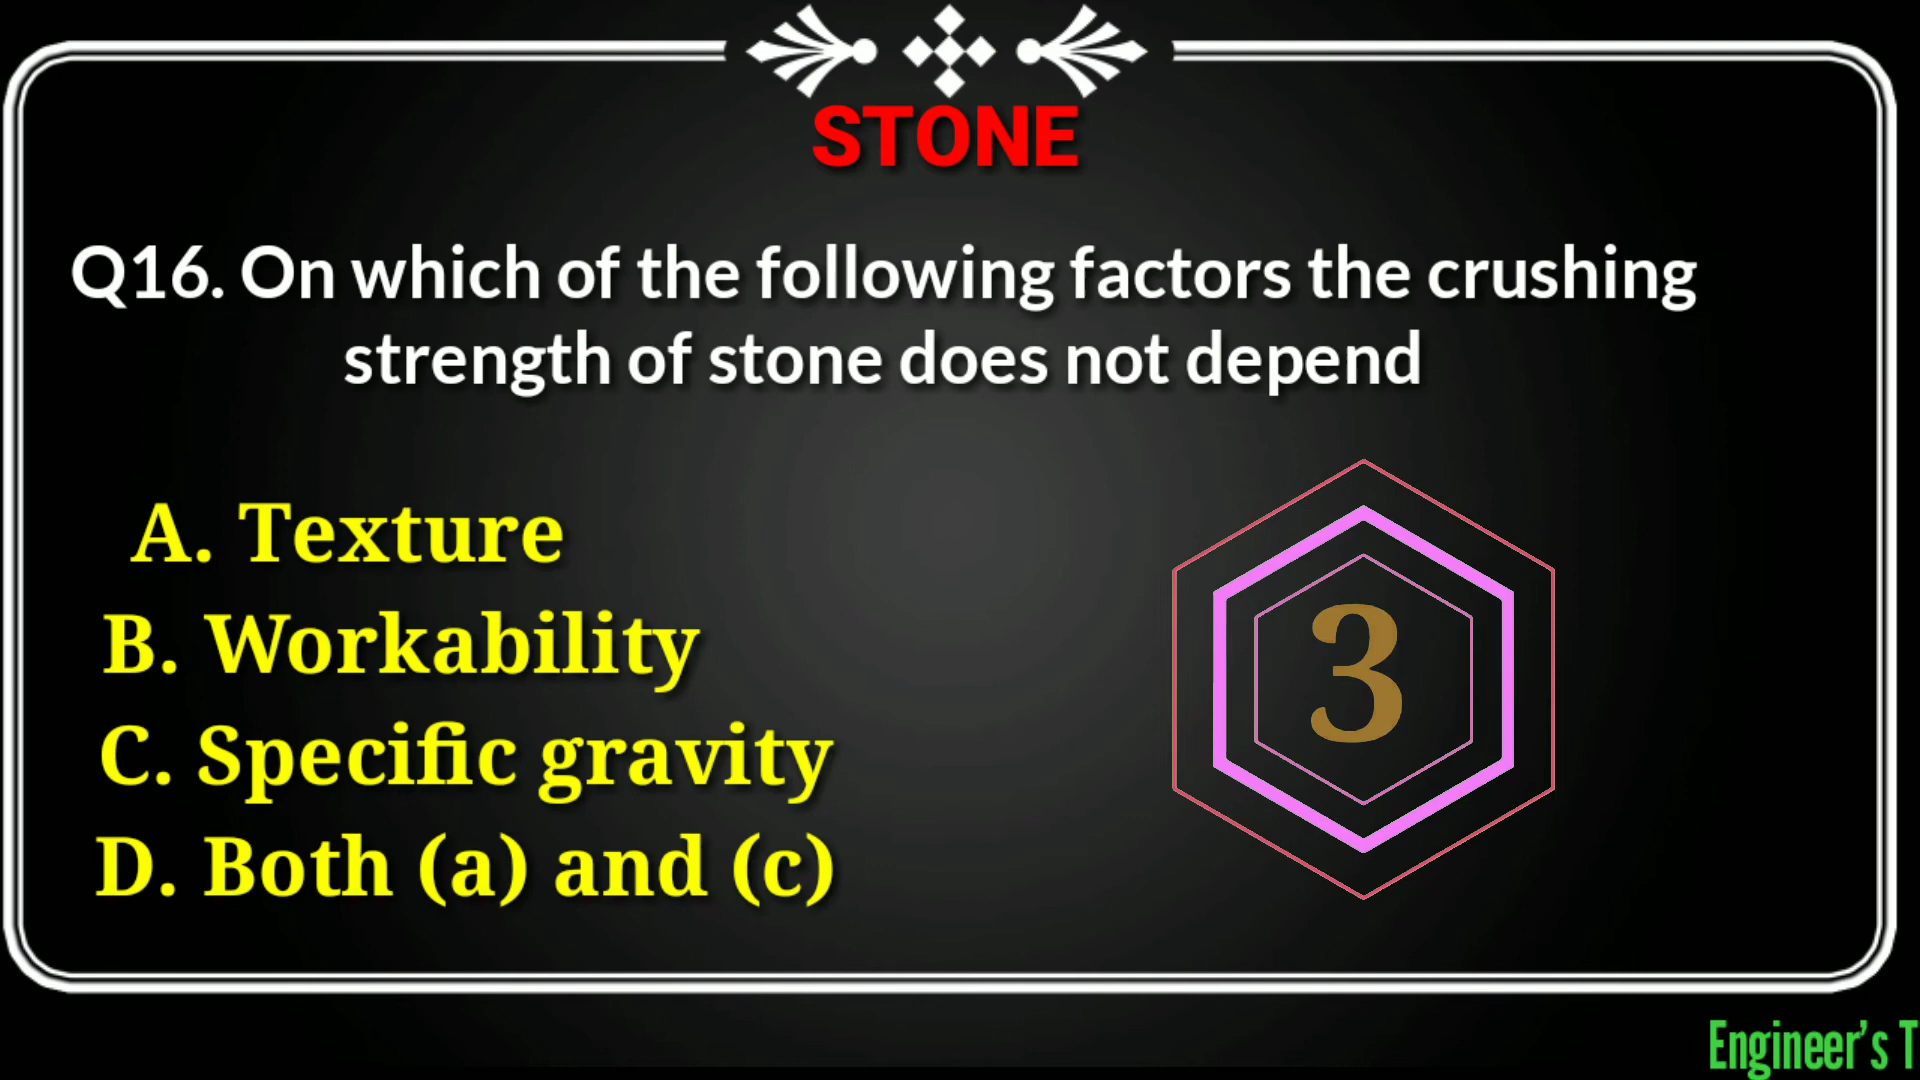 STONE
Q16. On which of the following factors the crushing
strength of stone does not depend
A. Texture
B. Workability
C. Specific gravity
D. Both (a) and (c)
3
Engineer's T